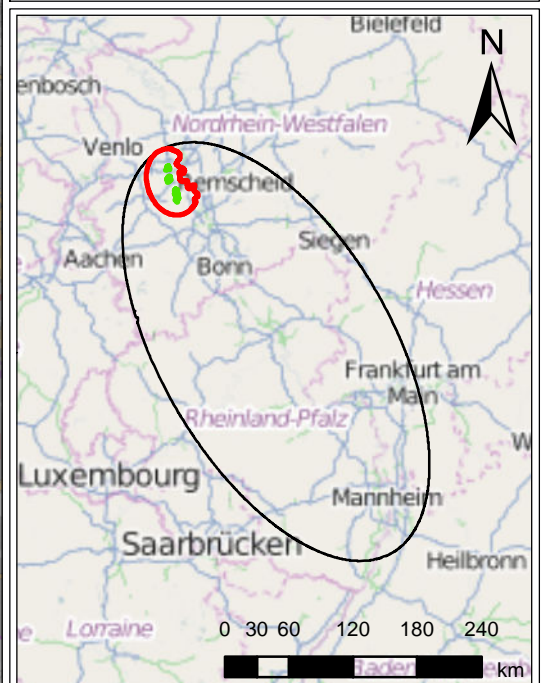 Bielefeld
N
enbosch
Nordrhein-Westfalen
Venlo
emscheid
Siegen
Aachen
Bonn
Hessen
Frankfurt am
Main
Rheinland-Pfalz
W
Luxembourg
Mannheim
Saarbrücken
Heilbronn
Lorraine
0 30 60 120 180 240
km
Baden